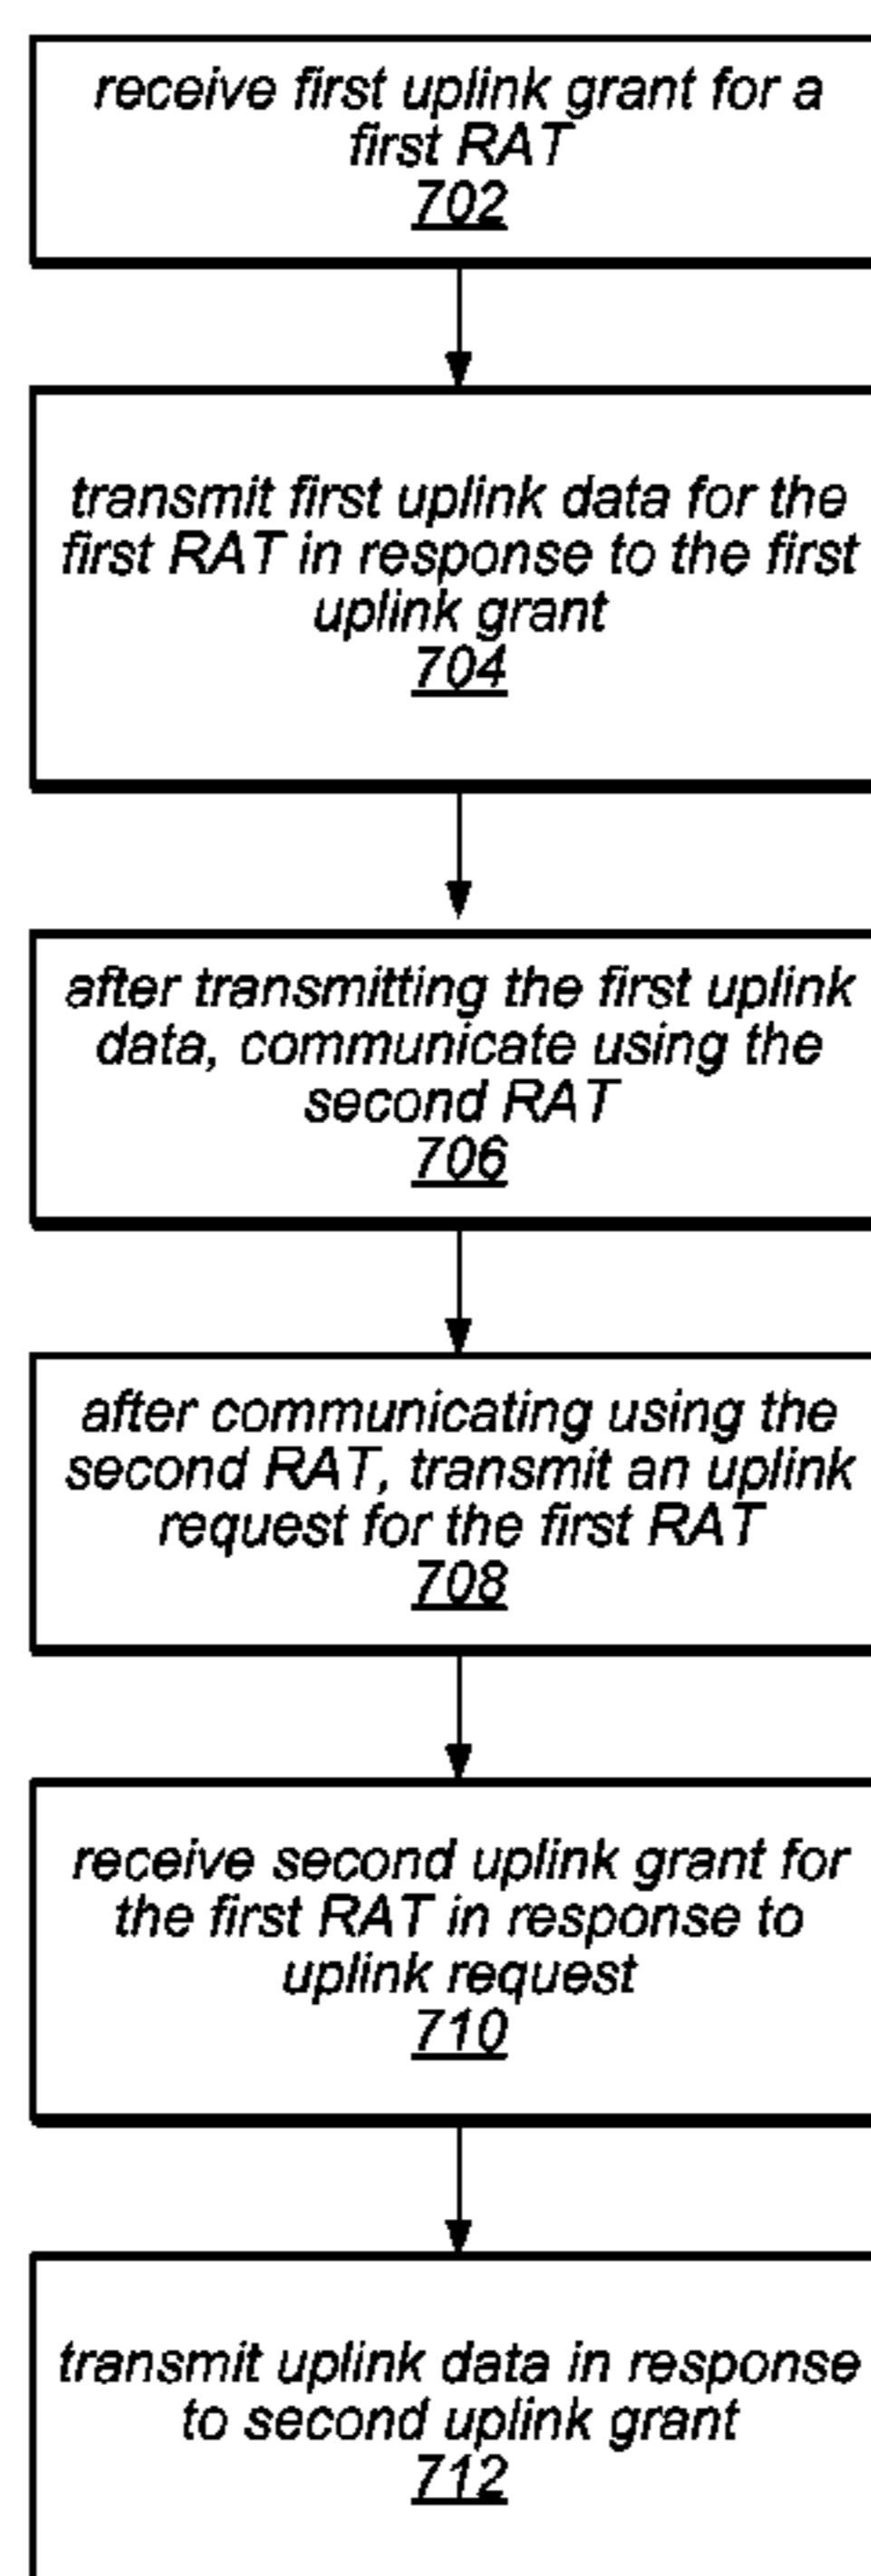 receive first uplink grant for a
first RAT
702
transmit first uplink data for the
first RAT in response to the first
uplink grant
704
after transmitting the first uplink
data, communicate using the
second RAT
706
after communicating using the
second RAT, transmit an uplink
request for the first RAT
708
receive second uplink grant for
the first RAT in response to
uplink request
710
transmit uplink data in response
to second uplink grant
712